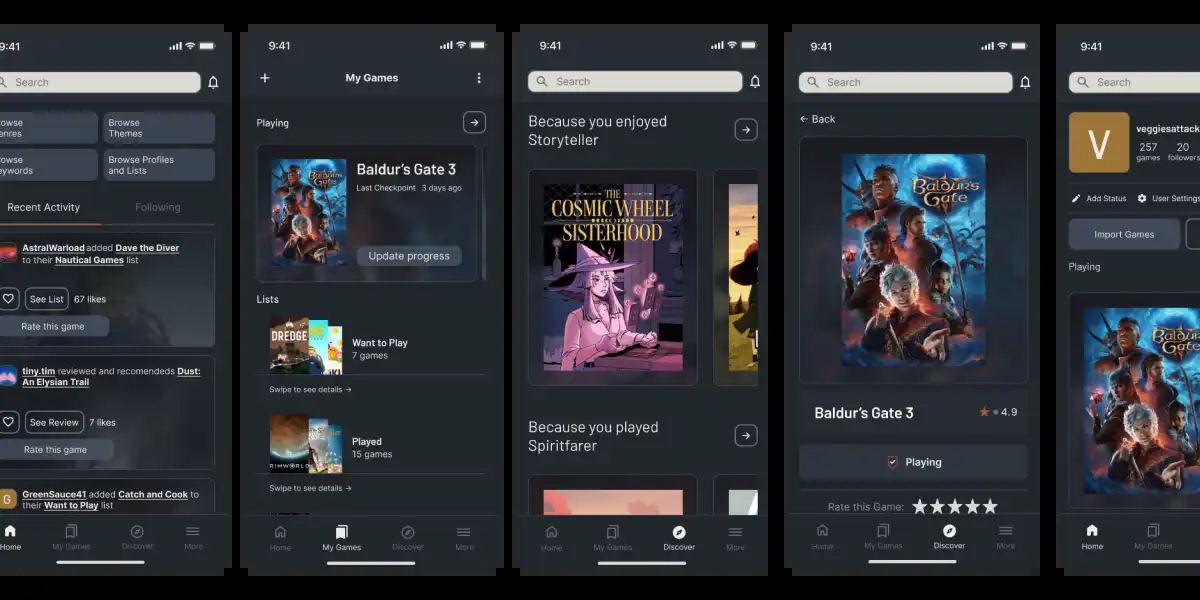 9:41
Search
Browse
Themes
Browse Profiles
and Lists
Recent Activity
Following
AstralWarload added Dave the Diver
to their Nautical Games list
See List
67 likes
Rate this game
tiny.tim reviewed and recomendeds Dust:
An Elysian Trail
See Review
7 likes
Rate this game
G
GreenSauce41 added Catch and Cook to
their Want to Play list
Home
My Games
Discover
More
9:41
+
My Games
Playing
Baldur's Gate
Baldur's Gate 3
Last Checkpoint 3 days ago
Update progress
Lists
DREDGE
Want to Play
7 games
Swipe to see details →
RIMWORLD
Played
15 games
Swipe to see details →
Home
My Games
Discover
More
9:41
Search
Because you enjoyed
Storyteller
THE
COSMIC WHEEL
SISTERHOOD
Because you played
Spiritfarer
Home
My Games
Discover
More
9:41
Search
← Back
Baldur's
Gate
Baldur's Gate 3
4.9
Playing
Rate this Game:
Home
My Games
Discover
More
9:41
Search
V
veggiesattack
257
games
20
followers
Add Status
User Settings
Import Games
Playing
Baldur's
Gate
Home
My Games